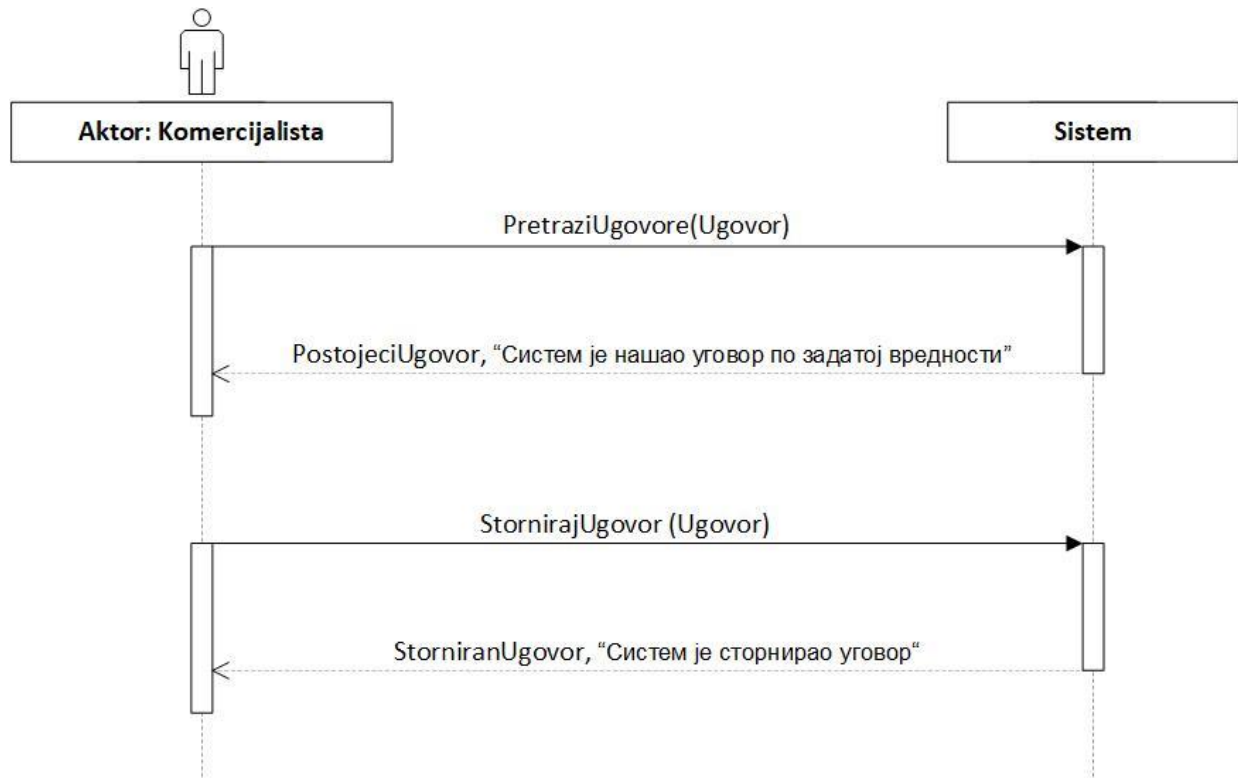 Aktor: Komercijalista
Sistem
PretraziUgovore(Ugovor)
PostojeciUgovor, “Систем је нашао уговор по задатој вредности”
StornirajUgovor (Ugovor)
StorniranUgovor, “Систем је сторнирао уговор“